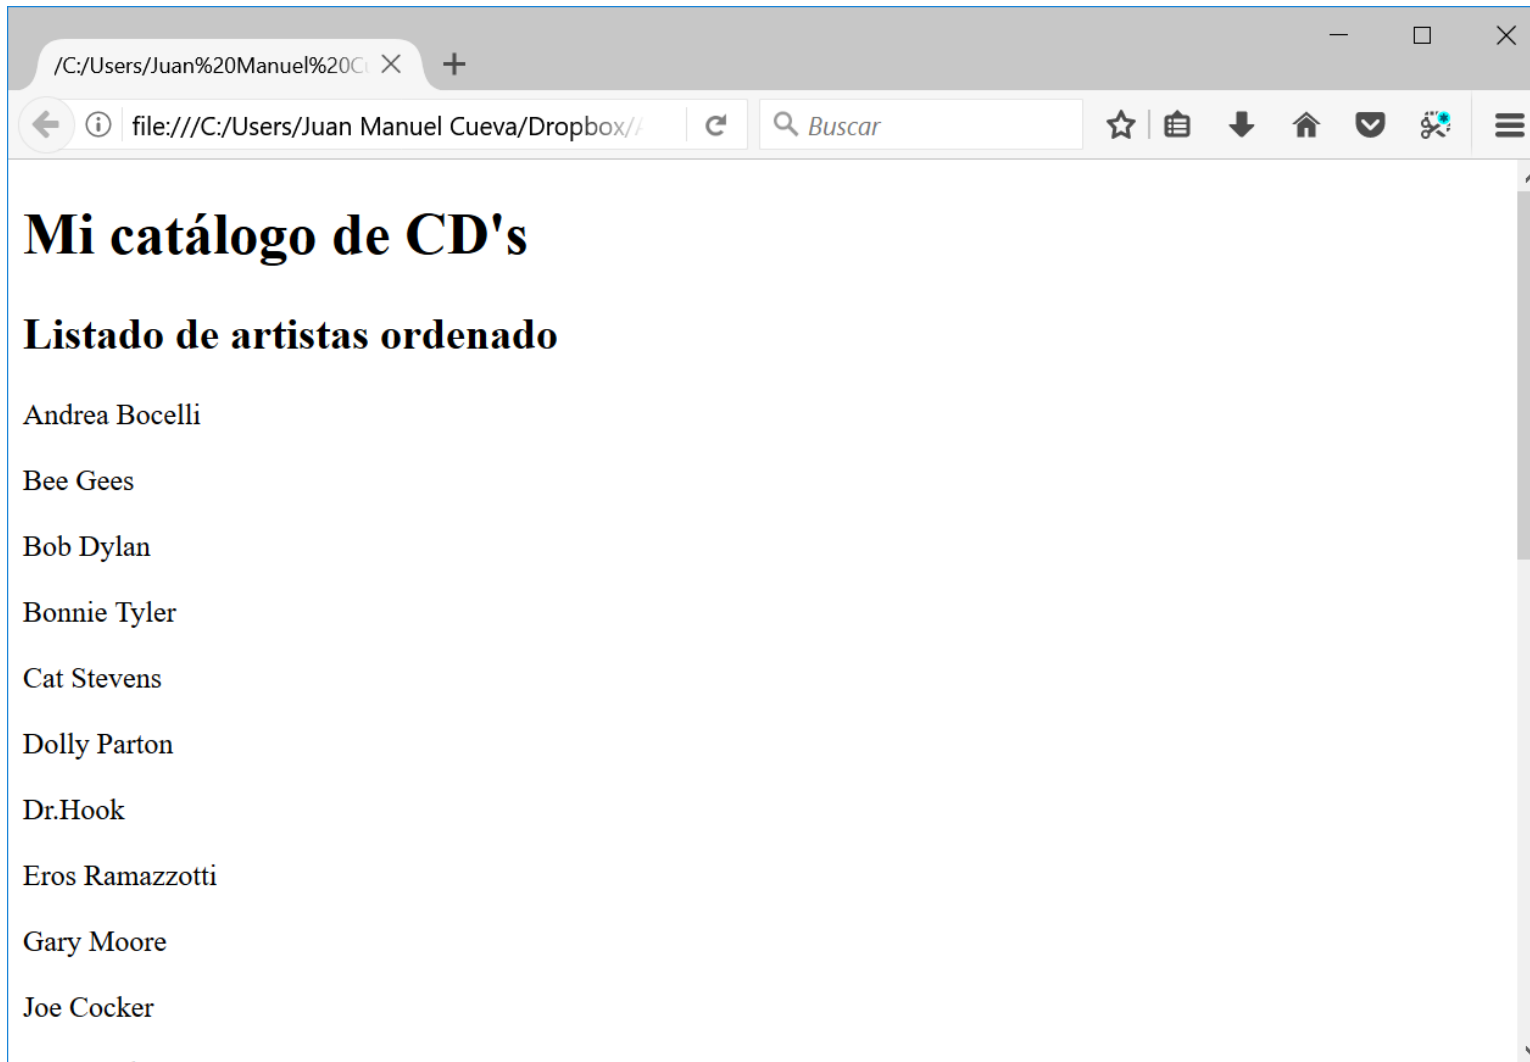 /C:/Users/Juan%20Manuel%20C
file:///C:/Users/Juan Manuel Cueva/Dropbox//
Buscar
Mi catálogo de CD's
Listado de artistas ordenado
Andrea Bocelli
Bee Gees
Bob Dylan
Bonnie Tyler
Cat Stevens
Dolly Parton
Dr.Hook
Eros Ramazzotti
Gary Moore
Joe Cocker